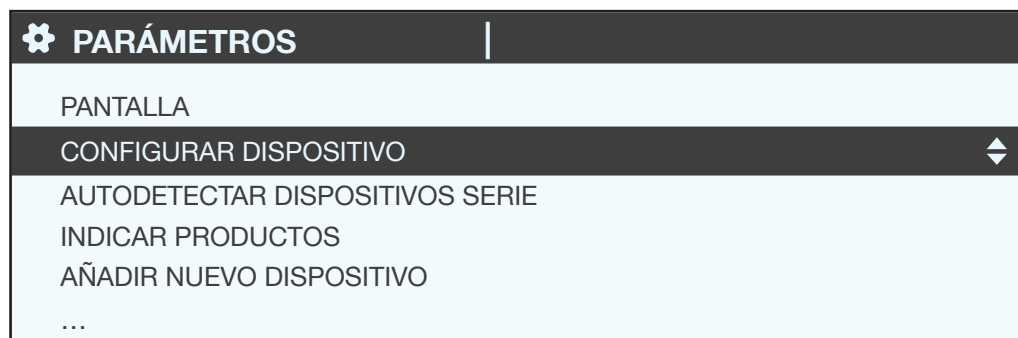 PARÁMETROS
PANTALLA
CONFIGURAR DISPOSITIVO
AUTODETECTAR DISPOSITIVOS SERIE
INDICAR PRODUCTOS
AÑADIR NUEVO DISPOSITIVO
...